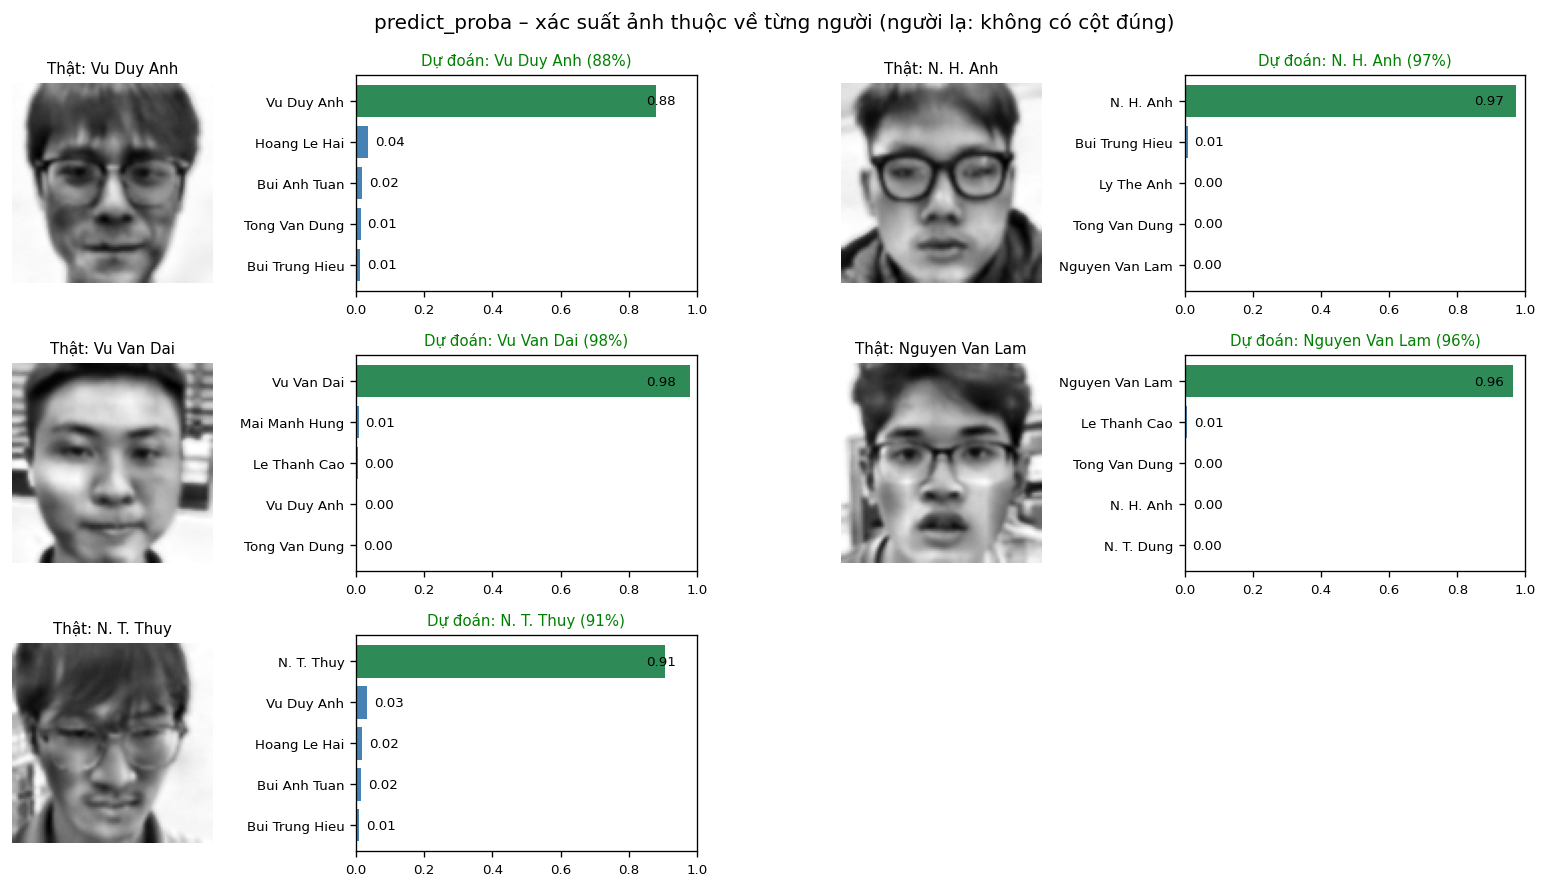 predict_proba – xác suất ảnh thuộc về từng người (người lạ: không có cột đúng)
Thật: Vu Duy Anh
Dự đoán: Vu Duy Anh (88%)
Vu Duy Anh
0.88
Hoang Le Hai
0.04
Bui Anh Tuan
0.02
Tong Van Dung
0.01
Bui Trung Hieu
0.01
0.0 0.2 0.4 0.6 0.8 1.0
Thật: N. H. Anh
Dự đoán: N. H. Anh (97%)
N. H. Anh
0.97
Bui Trung Hieu
0.01
Ly The Anh
0.00
Tong Van Dung
0.00
Nguyen Van Lam
0.00
0.0 0.2 0.4 0.6 0.8 1.0
Thật: Vu Van Dai
Dự đoán: Vu Van Dai (98%)
Vu Van Dai
0.98
Mai Manh Hung
0.01
Le Thanh Cao
0.00
Vu Duy Anh
0.00
Tong Van Dung
0.00
0.0 0.2 0.4 0.6 0.8 1.0
Thật: Nguyen Van Lam
Dự đoán: Nguyen Van Lam (96%)
Nguyen Van Lam
0.96
Le Thanh Cao
0.01
Tong Van Dung
0.00
N. H. Anh
0.00
N. T. Dung
0.00
0.0 0.2 0.4 0.6 0.8 1.0
Thật: N. T. Thuy
Dự đoán: N. T. Thuy (91%)
N. T. Thuy
0.91
Vu Duy Anh
0.03
Hoang Le Hai
0.02
Bui Anh Tuan
0.02
Bui Trung Hieu
0.01
0.0 0.2 0.4 0.6 0.8 1.0